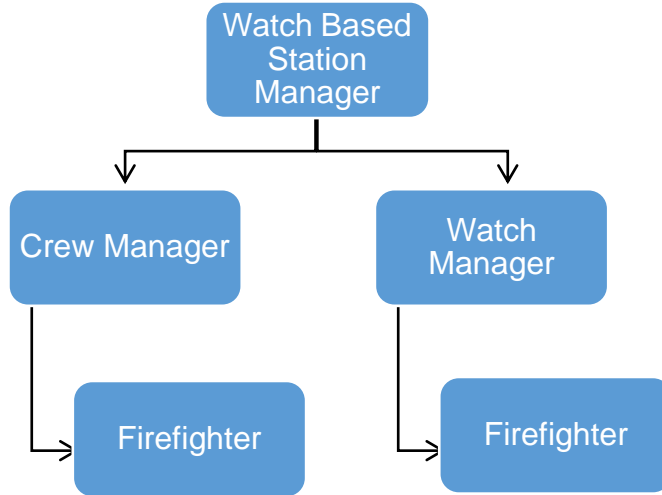 Watch Based
Station
Manager
Crew Manager
Watch
Manager
Firefighter
Firefighter